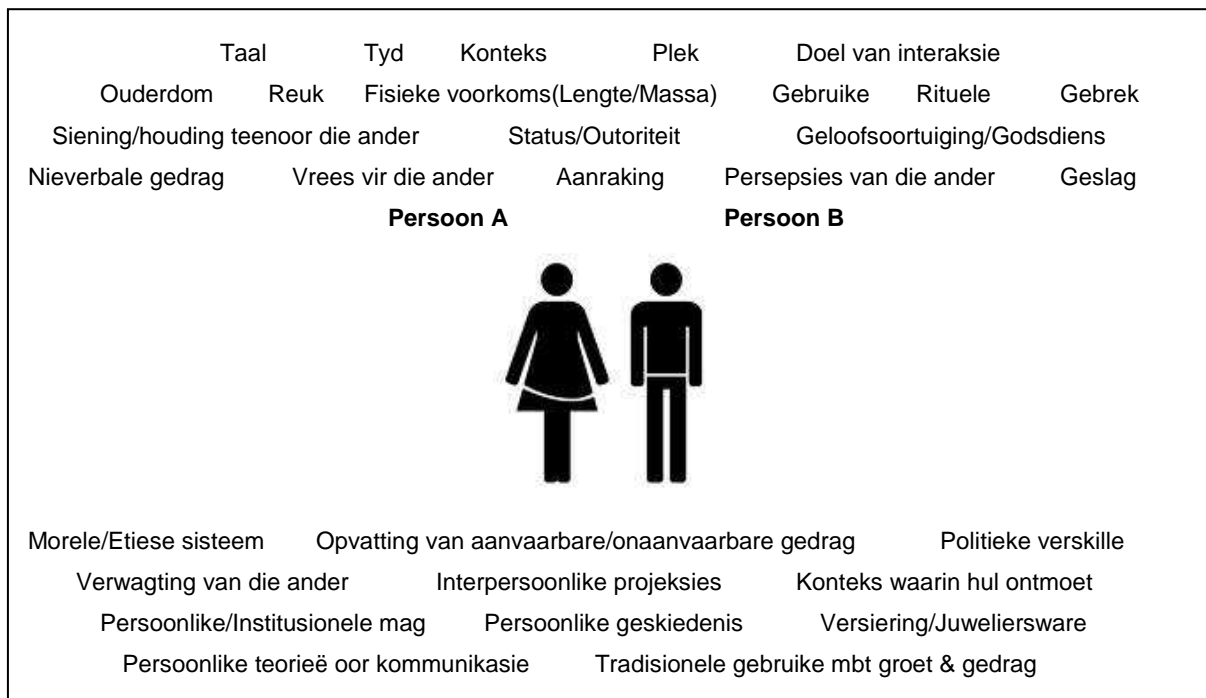 Taal Tyd Konteks Plek Doel van interaksie
Ouderdom Reuk Fisieke voorkoms(Lengte/Massa) Gebruike Rituele Gebrek
Siening/houding teenoor die ander Status/Outoriteit Geloofsoortuiging/Godsdiens
Nieverbale gedrag Vrees vir die ander Aanraking Persepsies van die ander Geslag
Persoon A Persoon B
Morele/Etiese sisteem Opvatting van aanvaarbare/onaanvaarbare gedrag Politieke verskille
Verwagting van die ander Interpersoonlike projeksies Konteks waarin hul ontmoet
Persoonlike/Institusionele mag Persoonlike geskiedenis Versiering/Juweliersware
Persoonlike teorieë oor kommunikasie Tradisionele gebruike mbt groet & gedrag